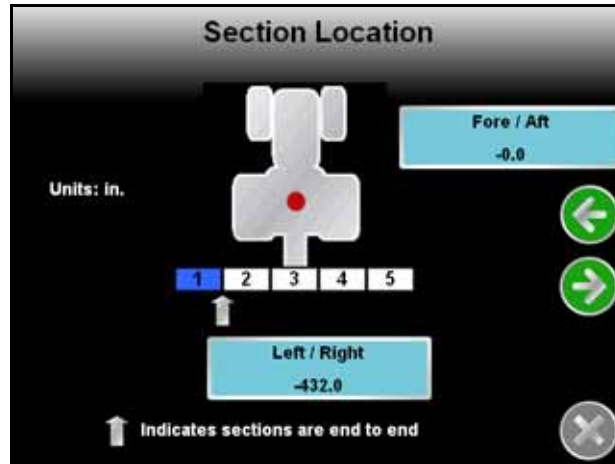 Section Location
Fore / Aft
-0.0
Units: in.
1 2 3 4 5
Left / Right
-432.0
Indicates sections are end to end